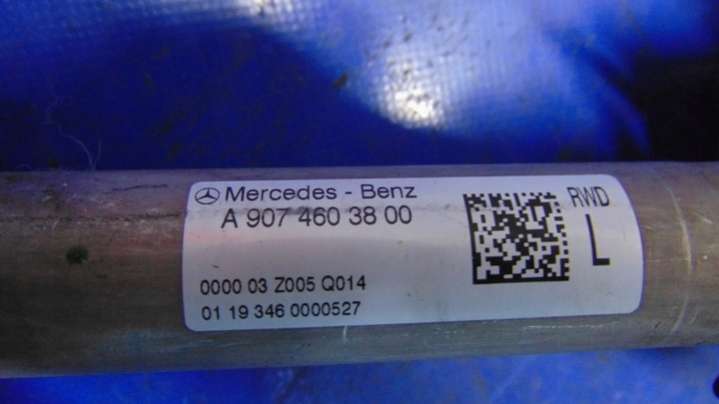 Mercedes - Benz
A 907 460 38 00
RWD
L
0000 03 Z005 Q014
01 19 346 0000527